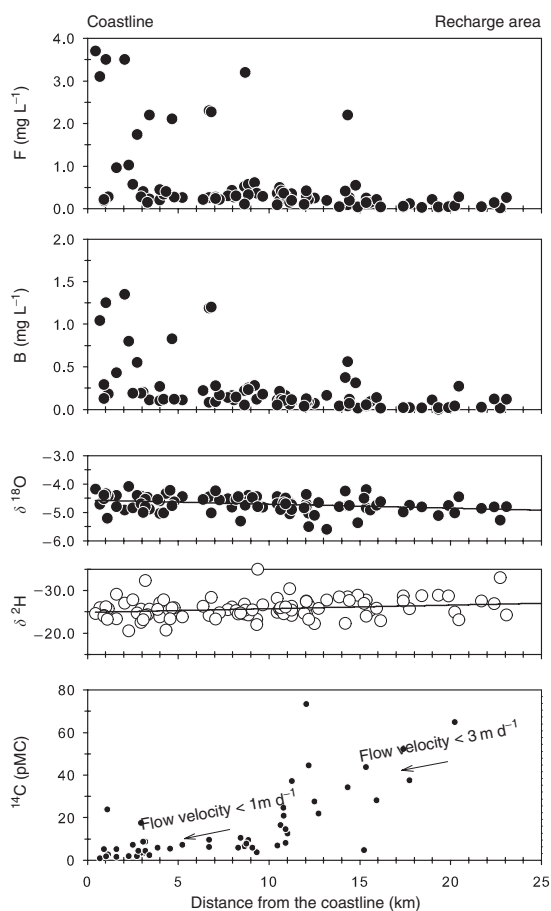 Coastline Recharge area
4.0
3.0
2.0
1.0
0.0
F (mg L⁻¹)
2.0
1.5
1.0
0.5
0.0
B (mg L⁻¹)
−3.0
−4.0
−5.0
−6.0
δ ¹⁸O
−30.0
−20.0
δ ²H
80
60
40
20
0
¹⁴C (pMC)
Flow velocity < 3 m d⁻¹
Flow velocity < 1m d⁻¹
0 5 10 15 20 25
Distance from the coastline (km)